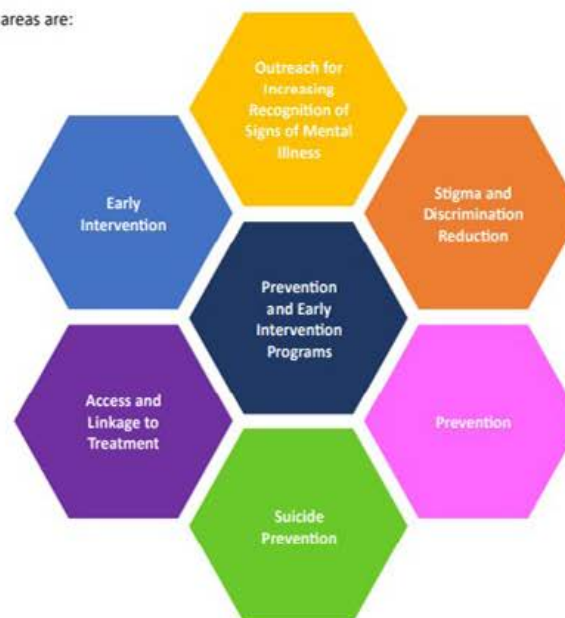 areas are:
Outreach for
Increasing
Recognition of
Signs of Mental
Illness
Early
Intervention
Stigma and
Discrimination
Reduction
Prevention
and Early
Intervention
Programs
Access and
Linkage to
Treatment
Prevention
Suicide
Prevention